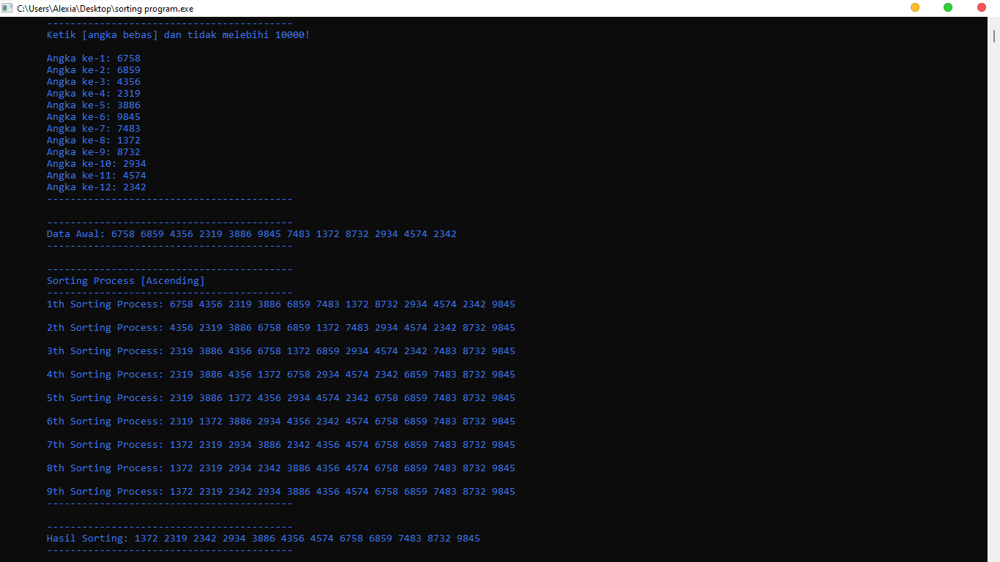 C:\Users\Alexia\Desktop\sorting program.exe
------------------------------------------
Ketik [angka bebas] dan tidak melebihi 10000!
Angka ke-1: 6758
Angka ke-2: 6859
Angka ke-3: 4356
Angka ke-4: 2319
Angka ke-5: 3886
Angka ke-6: 9845
Angka ke-7: 7483
Angka ke-8: 1372
Angka ke-9: 8732
Angka ke-10: 2934
Angka ke-11: 4574
Angka ke-12: 2342
------------------------------------------
------------------------------------------
Data Awal: 6758 6859 4356 2319 3886 9845 7483 1372 8732 2934 4574 2342
------------------------------------------
------------------------------------------
Sorting Process [Ascending]
------------------------------------------
1th Sorting Process: 6758 4356 2319 3886 6859 7483 1372 8732 2934 4574 2342 9845
2th Sorting Process: 4356 2319 3886 6758 6859 1372 7483 2934 4574 2342 8732 9845
3th Sorting Process: 2319 3886 4356 6758 1372 6859 2934 4574 2342 7483 8732 9845
4th Sorting Process: 2319 3886 4356 1372 6758 2934 4574 2342 6859 7483 8732 9845
5th Sorting Process: 2319 3886 1372 4356 2934 4574 2342 6758 6859 7483 8732 9845
6th Sorting Process: 2319 1372 3886 2934 4356 2342 4574 6758 6859 7483 8732 9845
7th Sorting Process: 1372 2319 2934 3886 2342 4356 4574 6758 6859 7483 8732 9845
8th Sorting Process: 1372 2319 2934 2342 3886 4356 4574 6758 6859 7483 8732 9845
9th Sorting Process: 1372 2319 2342 2934 3886 4356 4574 6758 6859 7483 8732 9845
------------------------------------------
------------------------------------------
Hasil Sorting: 1372 2319 2342 2934 3886 4356 4574 6758 6859 7483 8732 9845
------------------------------------------